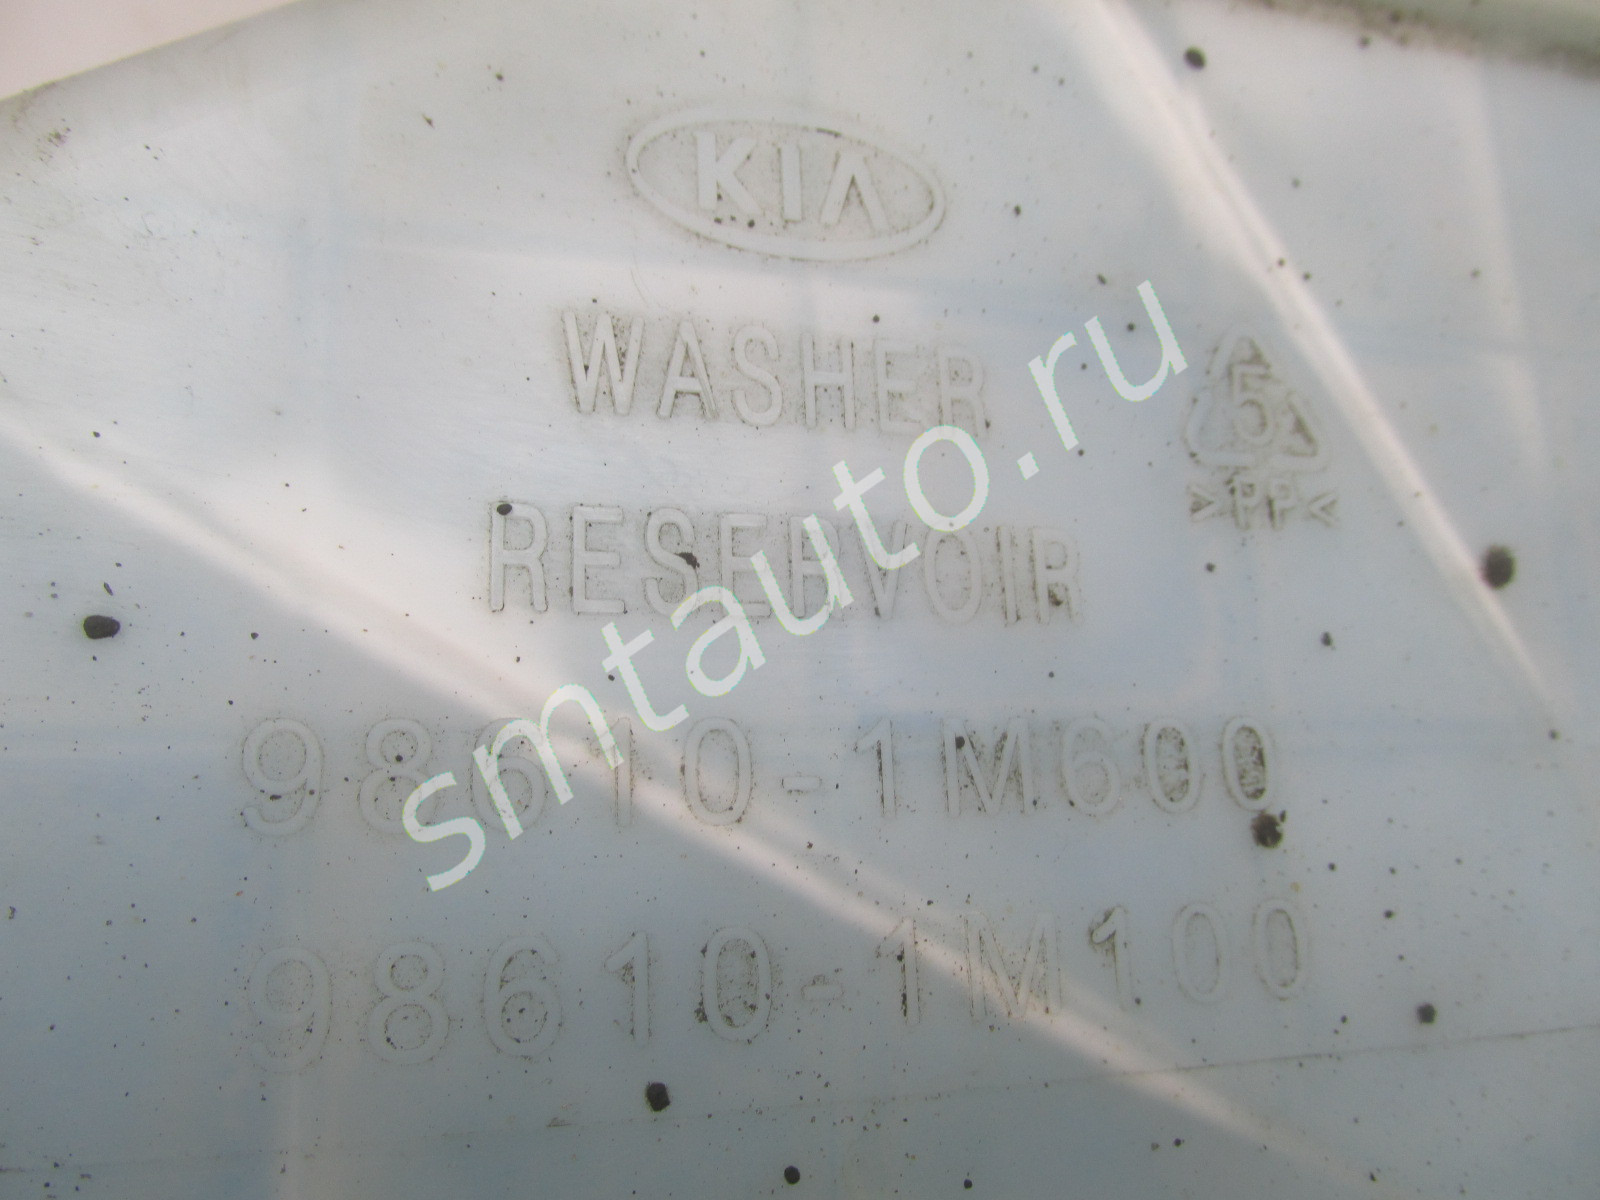 KIA
WASHER
RESERVOIR
5
>PP<
98610-1M600
98610-1M100
smtauto.ru